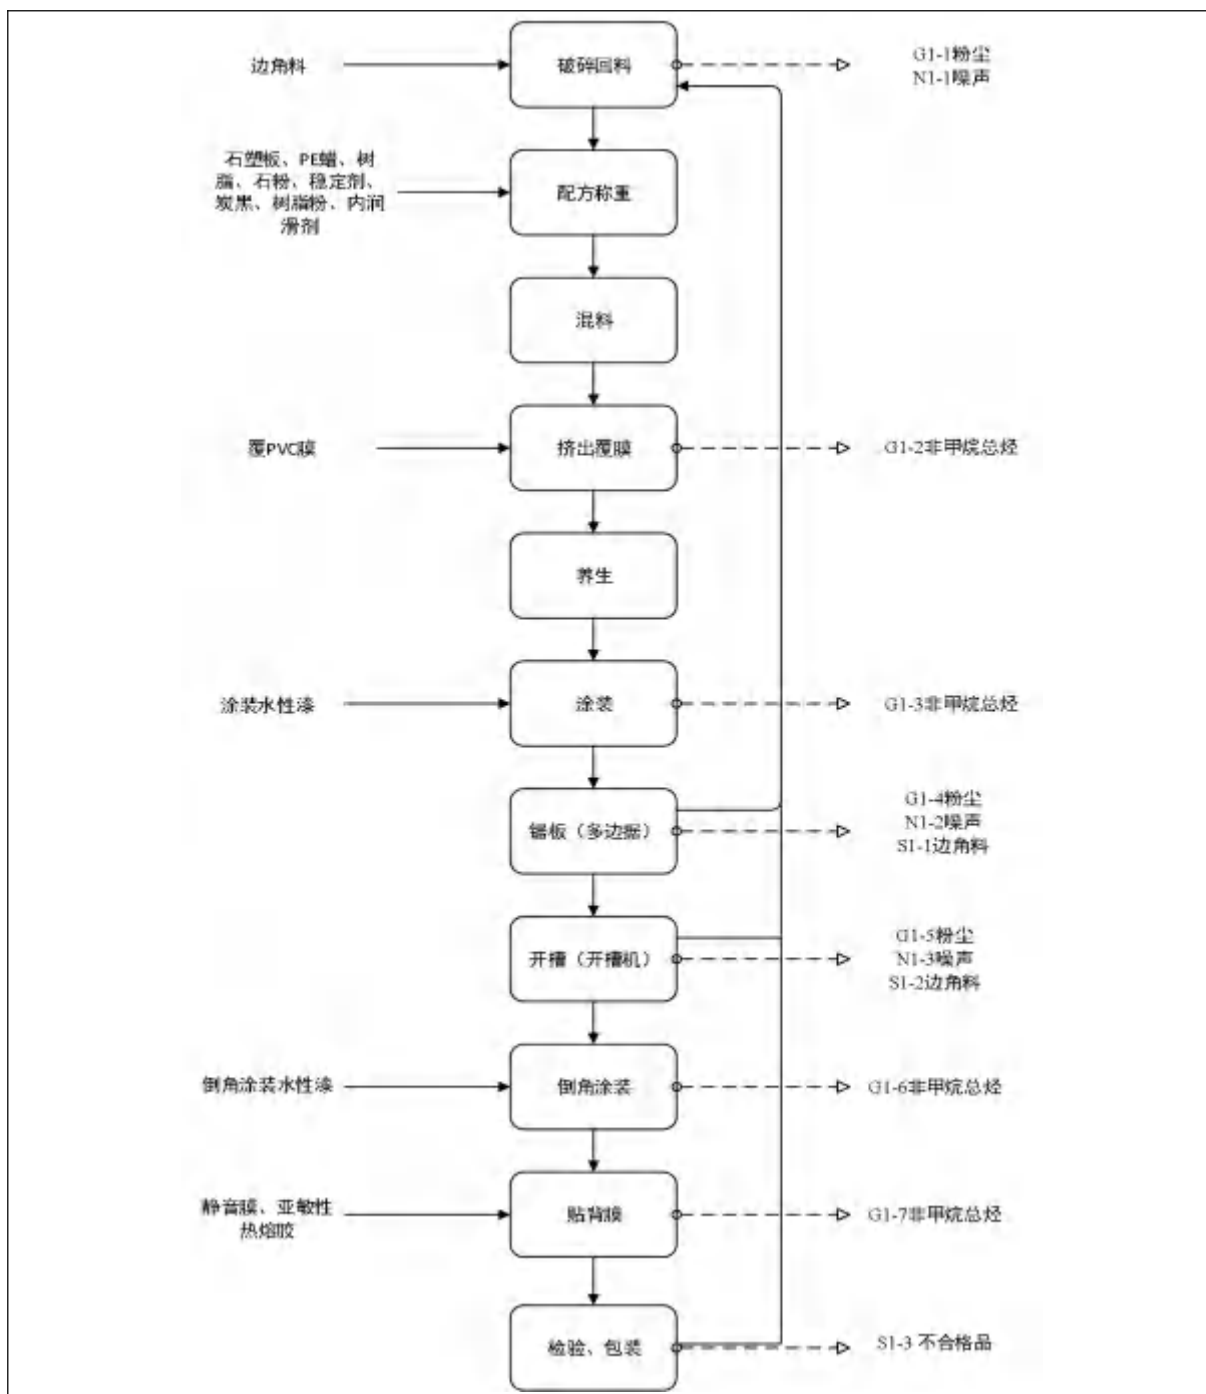 边角料
破碎回料
G1-1粉尘
N1-1噪声
石塑板、PE蜡、树
脂、石粉、稳定剂、
炭黑、树脂粉、内润
滑剂
配方称重
混料
覆PVC膜
挤出覆膜
G1-2非甲烷总烃
养生
涂装水性漆
涂装
G1-3非甲烷总烃
锯板（多边据）
G1-4粉尘
N1-2噪声
S1-1边角料
开槽（开槽机）
G1-5粉尘
N1-3噪声
S1-2边角料
倒角涂装水性漆
倒角涂装
G1-6非甲烷总烃
静音膜、亚敏性
热熔胶
贴背膜
G1-7非甲烷总烃
检验、包装
S1-3 不合格品